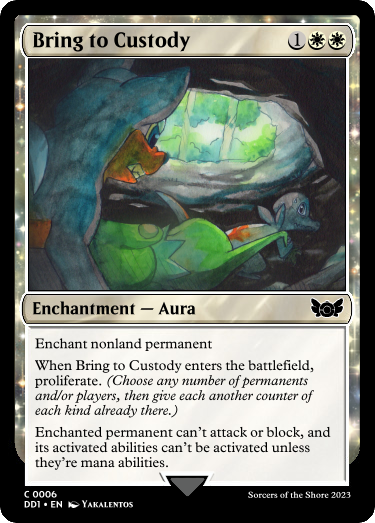 Bring to Custody 1
Enchantment — Aura
Enchant nonland permanent
When Bring to Custody enters the battlefield,
proliferate. (Choose any number of permanents
and/or players, then give each another counter of
each kind already there.)
Enchanted permanent can't attack or block, and
its activated abilities can't be activated unless
they're mana abilities.
C 0006
DD1 • EN Yakalentos
Sorcers of the Shore 2023